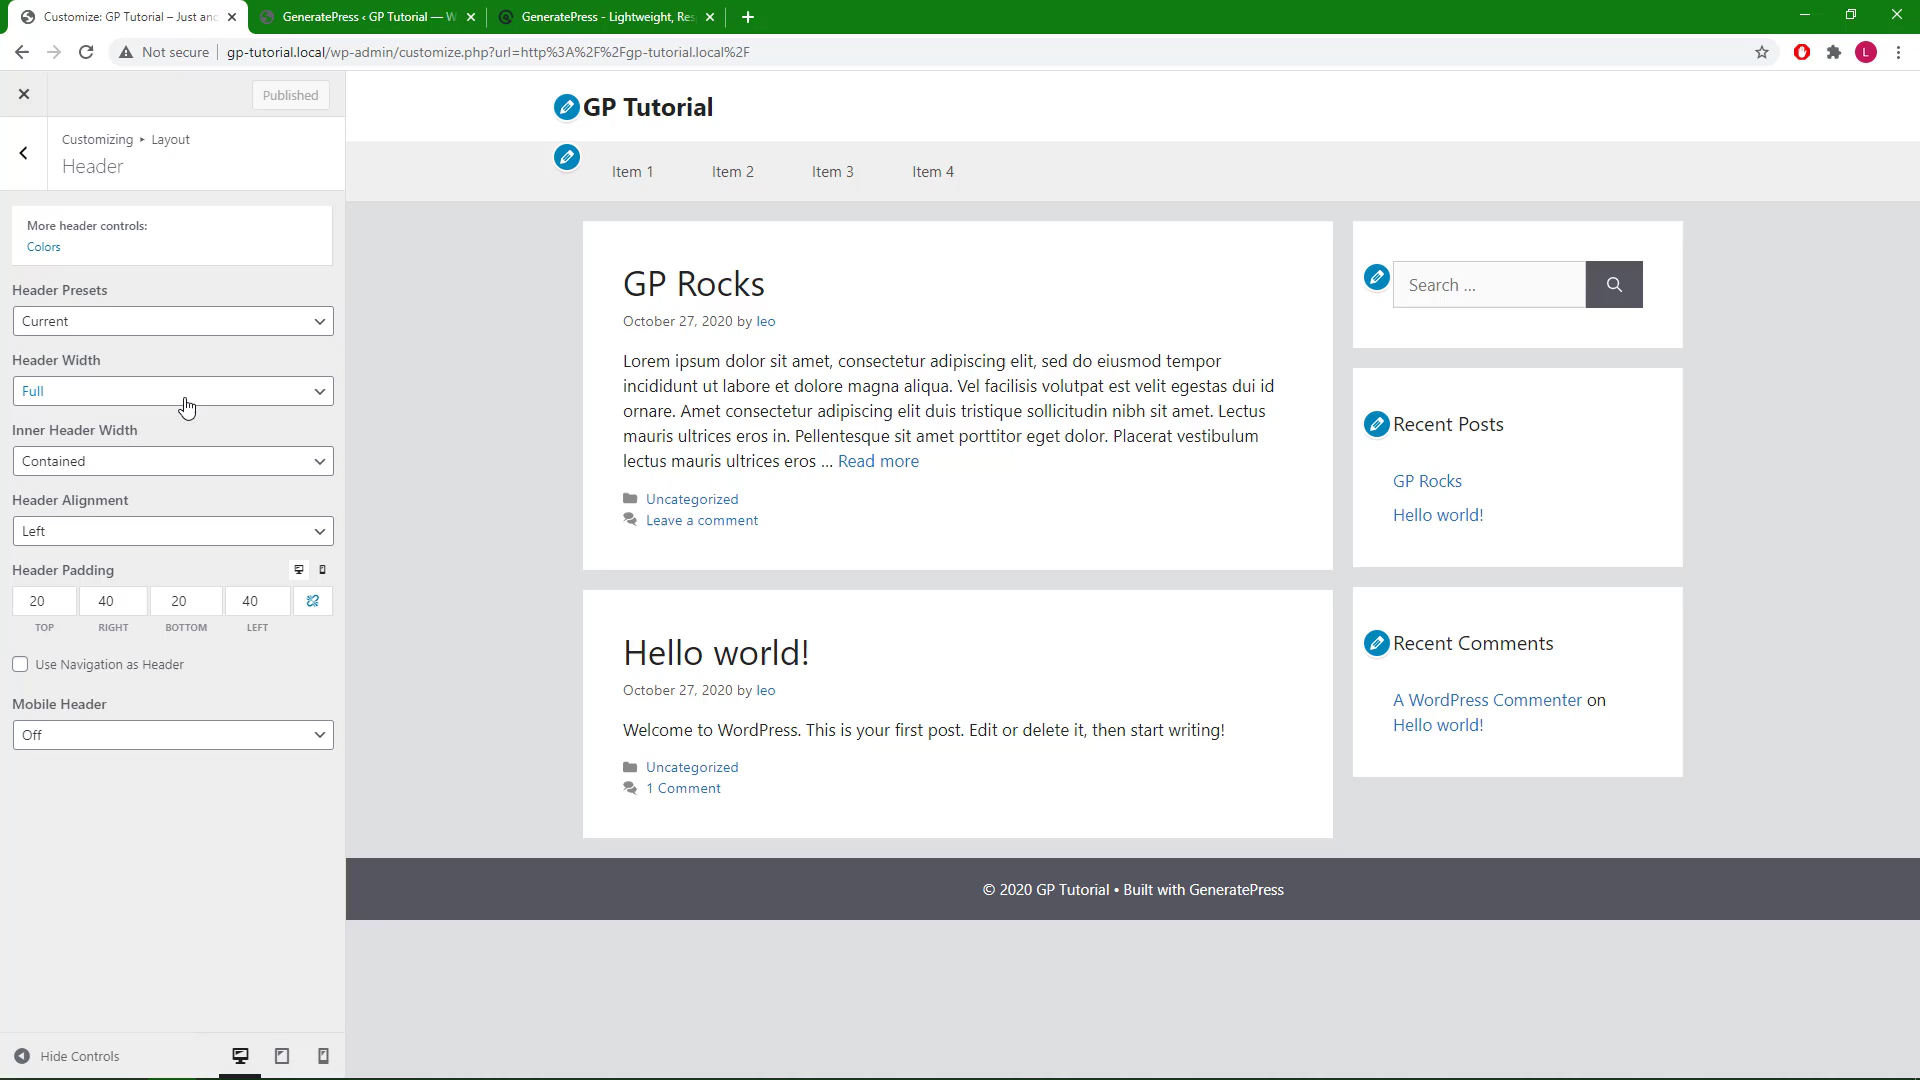 Customize: GP Tutorial – Just an
GeneratePress ‹ GP Tutorial — W
GeneratePress - Lightweight, Res
Not secure
gp-tutorial.local/wp-admin/customize.php?url=http%3A%2F%2Fgp-tutorial.local%2F
L
Published
Customizing ▸ Layout
Header
More header controls:
Colors
Header Presets
Current
Header Width
Full
Inner Header Width
Contained
Header Alignment
Left
Header Padding
20 40 20 40
TOP RIGHT BOTTOM LEFT
Use Navigation as Header
Mobile Header
Off
Hide Controls
GP Tutorial
Item 1 Item 2 Item 3 Item 4
GP Rocks
October 27, 2020 by leo
Lorem ipsum dolor sit amet, consectetur adipiscing elit, sed do eiusmod tempor
incididunt ut labore et dolore magna aliqua. Vel facilisis volutpat est velit egestas dui id
ornare. Amet consectetur adipiscing elit duis tristique sollicitudin nibh sit amet. Lectus
mauris ultrices eros in. Pellentesque sit amet porttitor eget dolor. Placerat vestibulum
lectus mauris ultrices eros ... Read more
Uncategorized
Leave a comment
Hello world!
October 27, 2020 by leo
Welcome to WordPress. This is your first post. Edit or delete it, then start writing!
Uncategorized
1 Comment
Search ...
Recent Posts
GP Rocks
Hello world!
Recent Comments
A WordPress Commenter on
Hello world!
© 2020 GP Tutorial • Built with GeneratePress